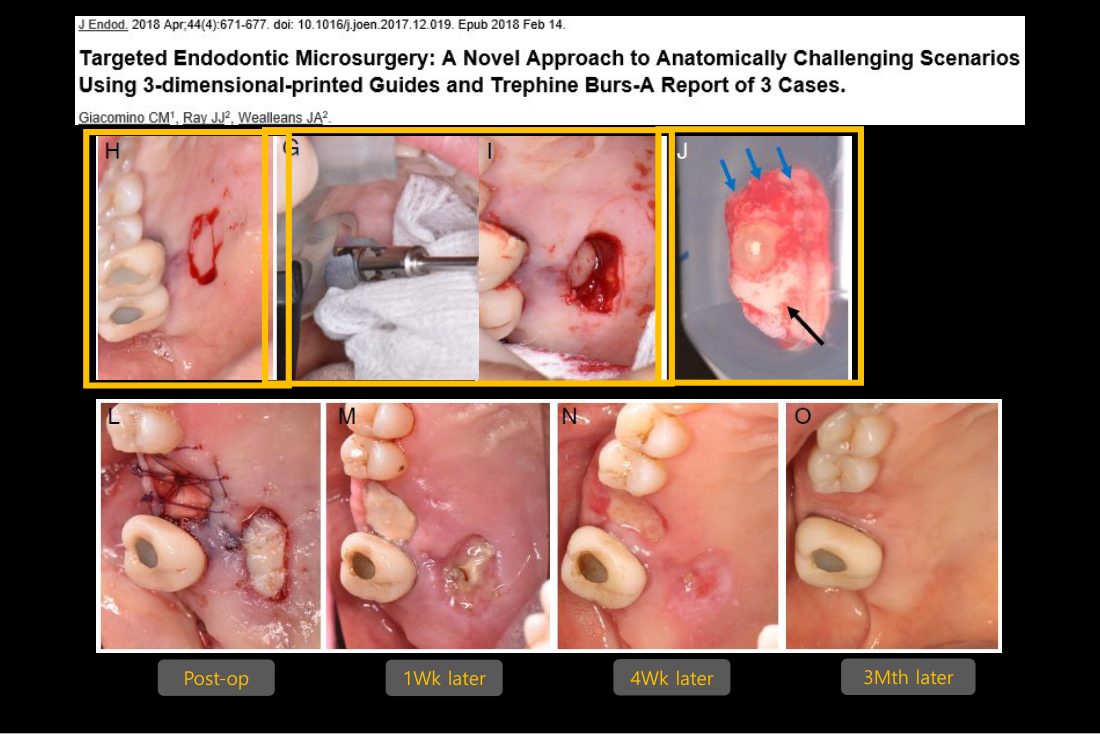 J Endod. 2018 Apr;44(4):671-677. doi: 10.1016/j.joen.2017.12.019. Epub 2018 Feb 14.
Targeted Endodontic Microsurgery: A Novel Approach to Anatomically Challenging Scenarios
Using 3-dimensional-printed Guides and Trephine Burs-A Report of 3 Cases.
Giacomino CM1, Ray JJ2, Wealleans JA2.
H G I J
L M N O
Post-op 1Wk later 4Wk later 3Mth later